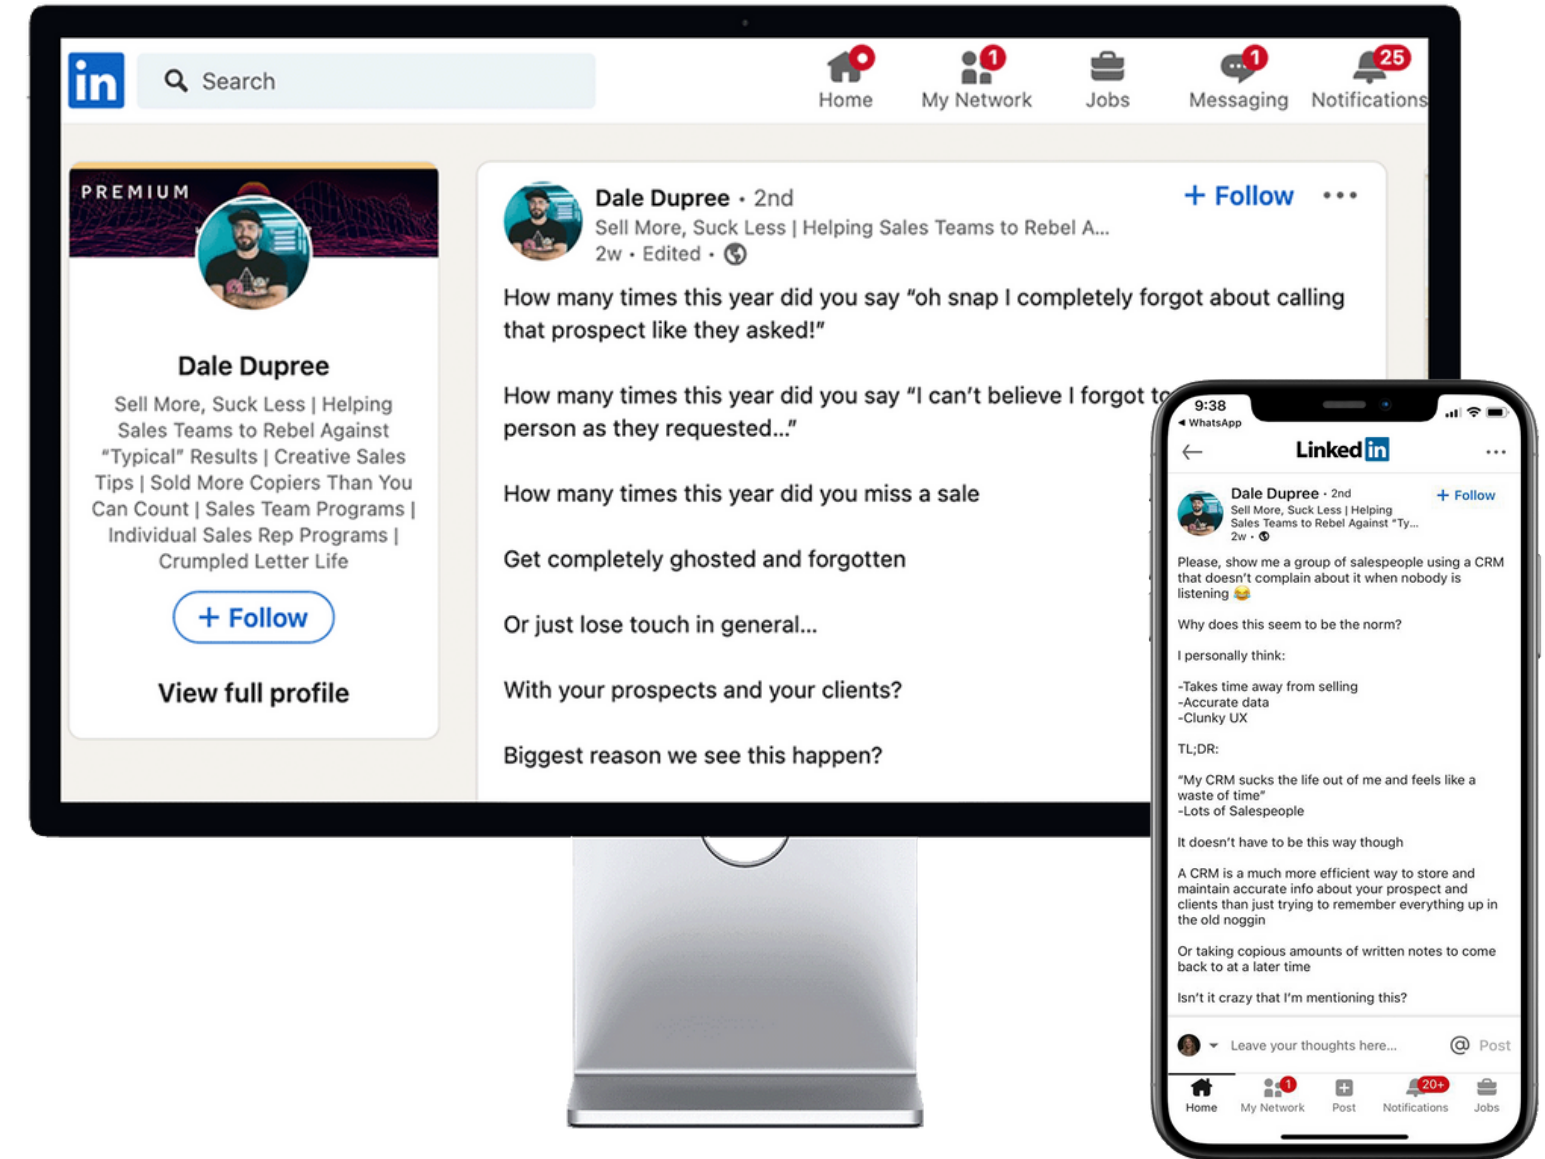 in
Search
Home
My Network
1
Jobs
Messaging
1
Notifications
25
PREMIUM
Dale Dupree
Sell More, Suck Less | Helping
Sales Teams to Rebel Against
“Typical” Results | Creative Sales
Tips | Sold More Copiers Than You
Can Count | Sales Team Programs |
Individual Sales Rep Programs |
Crumpled Letter Life
+ Follow
View full profile
Dale Dupree • 2nd
+ Follow
Sell More, Suck Less | Helping Sales Teams to Rebel A...
2w • Edited •
How many times this year did you say “oh snap I completely forgot about calling
that prospect like they asked!”
How many times this year did you say “I can’t believe I forgot to
person as they requested...”
How many times this year did you miss a sale
Get completely ghosted and forgotten
Or just lose touch in general...
With your prospects and your clients?
Biggest reason we see this happen?
9:38
WhatsApp
Linked in
Dale Dupree • 2nd
+ Follow
Sell More, Suck Less | Helping
Sales Teams to Rebel Against “Ty...
2w •
Please, show me a group of salespeople using a CRM
that doesn’t complain about it when nobody is
listening 😂
Why does this seem to be the norm?
I personally think:
-Takes time away from selling
-Accurate data
-Clunky UX
TL;DR:
“My CRM sucks the life out of me and feels like a
waste of time”
-Lots of Salespeople
It doesn’t have to be this way though
A CRM is a much more efficient way to store and
maintain accurate info about your prospect and
clients than just trying to remember everything up in
the old noggin
Or taking copious amounts of written notes to come
back to at a later time
Isn’t it crazy that I’m mentioning this?
Leave your thoughts here...
@ Post
Home
My Network
1
Post
Notifications
20+
Jobs